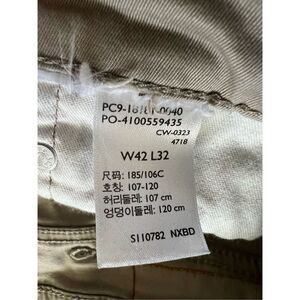 PO-4100559435
CW-0323
4718
W42 L32
尺码: 185/106C
호칭: 107-120
허리둘레: 107 cm
엉덩이둘레: 120 cm
S110782 NXBD